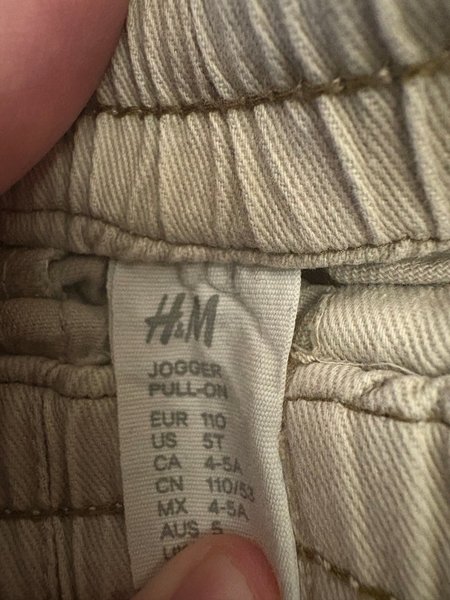 H&M
JOGGER
PULL-ON
EUR 110
US 5T
CA 4-5A
CN 110/53
MX 4-5A
AUS 5